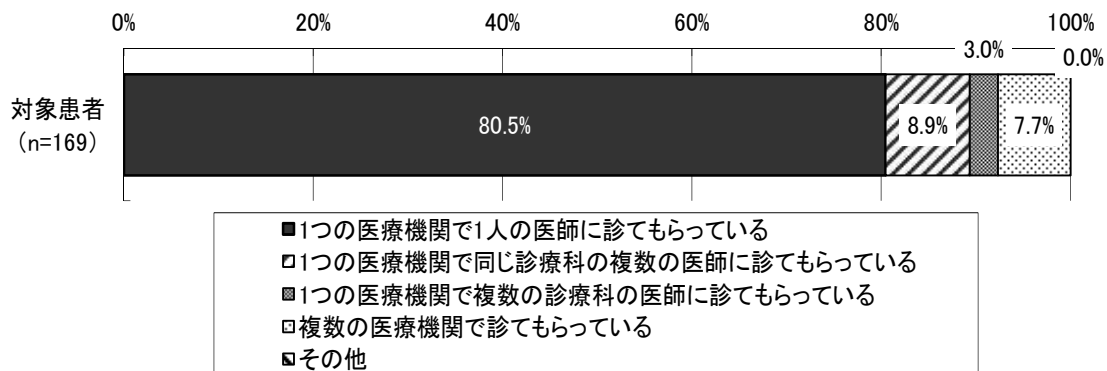 0% 20% 40% 60% 80% 100%
3.0% 0.0%
対象患者
(n=169)
80.5% 8.9% 7.7%
1つの医療機関で1人の医師に診てもらっている
1つの医療機関で同じ診療科の複数の医師に診てもらっている
1つの医療機関で複数の診療科の医師に診てもらっている
複数の医療機関で診てもらっている
その他